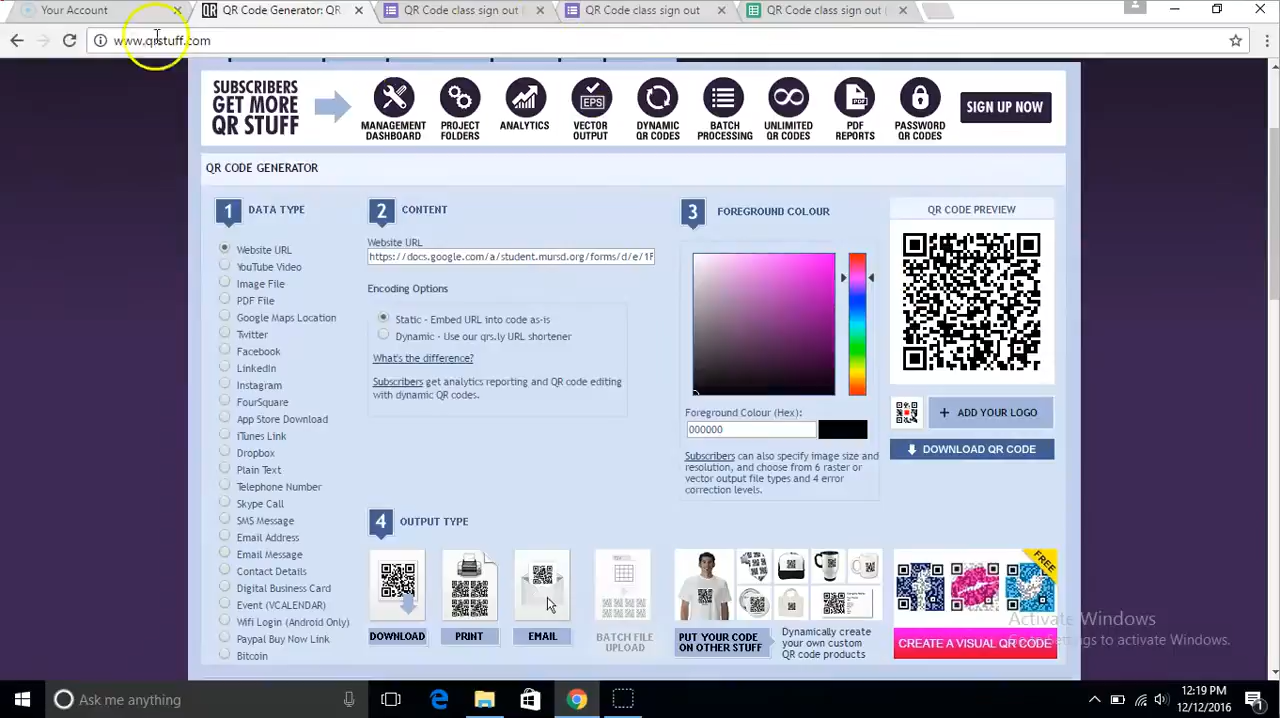 Your Account
QR Code Generator: QR
QR Code class sign out
QR Code class sign out
QR Code class sign out
www.qrstuff.com
SUBSCRIBERS
GET MORE
QR STUFF
MANAGEMENT
DASHBOARD
PROJECT
FOLDERS
ANALYTICS
EPS
VECTOR
OUTPUT
DYNAMIC
QR CODES
BATCH
PROCESSING
UNLIMITED
QR CODES
PDF
REPORTS
PASSWORD
QR CODES
SIGN UP NOW
QR CODE GENERATOR
1 DATA TYPE
Website URL
YouTube Video
Image File
PDF File
Google Maps Location
Twitter
Facebook
LinkedIn
Instagram
FourSquare
App Store Download
iTunes Link
Dropbox
Plain Text
Telephone Number
Skype Call
SMS Message
Email Address
Email Message
Contact Details
Digital Business Card
Event (VCALENDAR)
Wifi Login (Android Only)
Paypal Buy Now Link
Bitcoin
2 CONTENT
Website URL
https://docs.google.com/a/student.mursd.org/forms/d/e/1F
Encoding Options
Static - Embed URL into code as-is
Dynamic - Use our qrs.ly URL shortener
What's the difference?
Subscribers get analytics reporting and QR code editing
with dynamic QR codes.
3 FOREGROUND COLOUR
Foreground Colour (Hex):
000000
Subscribers can also specify image size and
resolution, and choose from 6 raster or
vector output file types and 4 error
correction levels.
QR CODE PREVIEW
+ ADD YOUR LOGO
DOWNLOAD QR CODE
4 OUTPUT TYPE
DOWNLOAD
PRINT
EMAIL
BATCH FILE
UPLOAD
PUT YOUR CODE
ON OTHER STUFF
Dynamically create
your own custom
QR code products
FREE
CREATE A VISUAL QR CODE
Activate Windows
Go to Settings to activate Windows.
Ask me anything
12:19 PM
12/12/2016